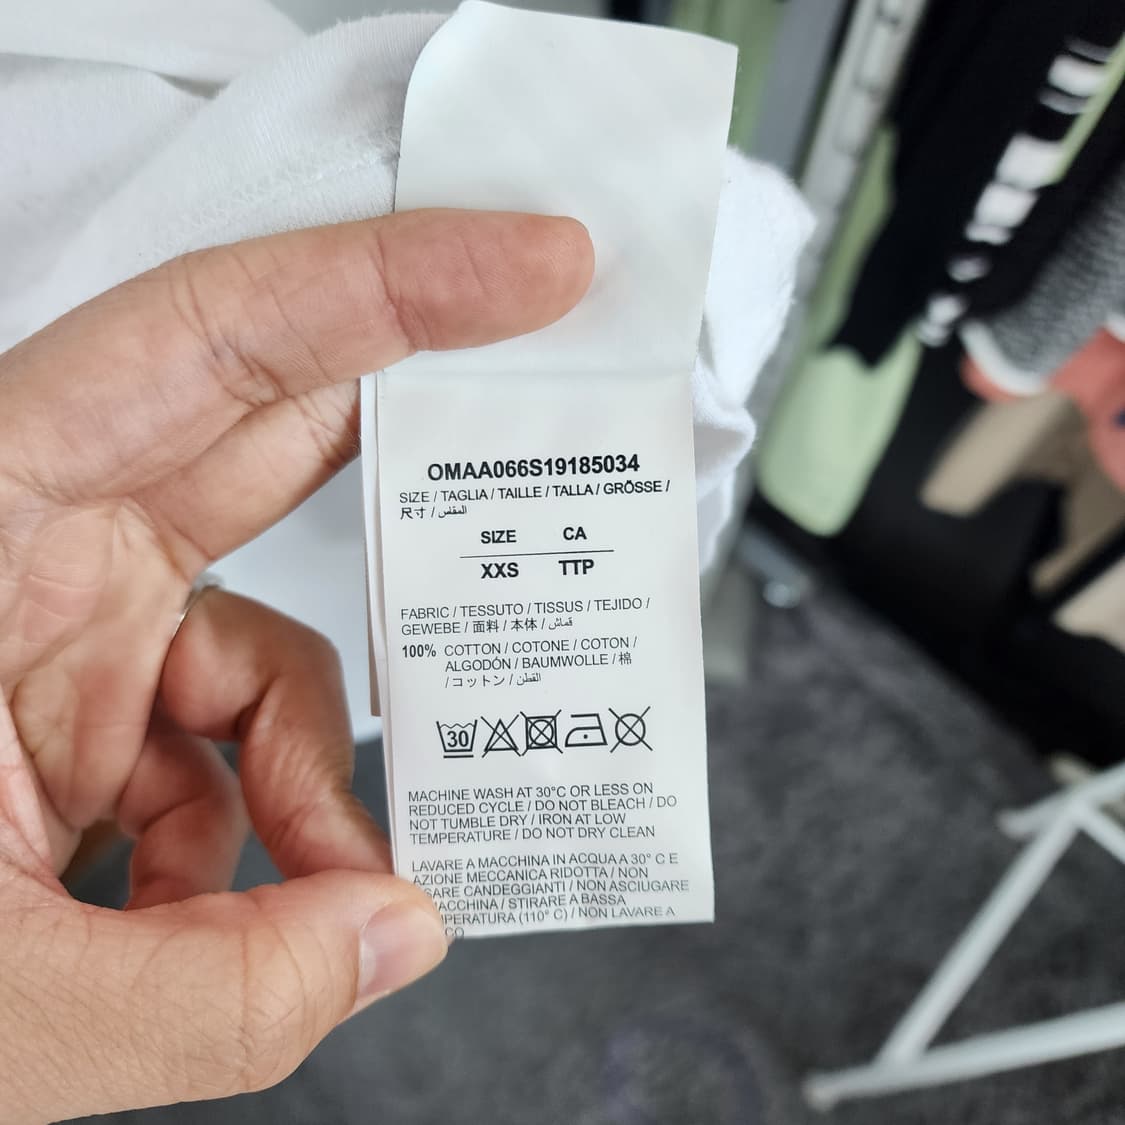 OMAA066S19185034
SIZE / TAGLIA / TAILLE / TALLA / GRÖSSE /
尺寸 / المقاس
SIZE CA
XXS TTP
FABRIC / TESSUTO / TISSUS / TEJIDO /
GEWEBE / 面料 / 本体 / قماش
100% COTTON / COTONE / COTON /
ALGODÓN / BAUMWOLLE / 棉
/ コットン / القطن
30
MACHINE WASH AT 30°C OR LESS ON
REDUCED CYCLE / DO NOT BLEACH / DO
NOT TUMBLE DRY / IRON AT LOW
TEMPERATURE / DO NOT DRY CLEAN
LAVARE A MACCHINA IN ACQUA A 30° C E
AZIONE MECCANICA RIDOTTA / NON
CANDEGGIANTI / NON ASCIUGARE
/ STIRARE A BASSA
(110° C) / NON LAVARE A